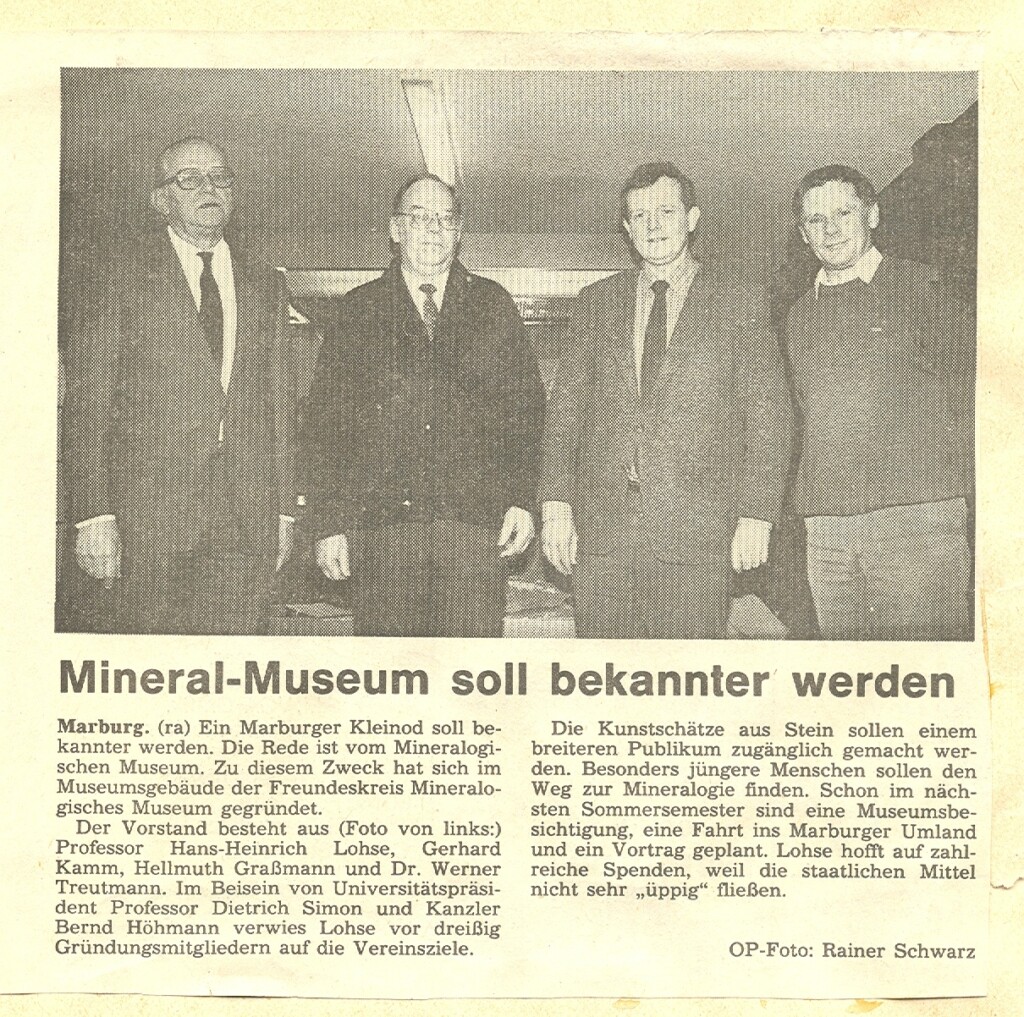 Mineral-Museum soll bekannter werden
Marburg. (ra) Ein Marburger Kleinod soll be-
kannter werden. Die Rede ist vom Mineralogi-
schen Museum. Zu diesem Zweck hat sich im
Museumsgebäude der Freundeskreis Mineralo-
gisches Museum gegründet.
Der Vorstand besteht aus (Foto von links:)
Professor Hans-Heinrich Lohse, Gerhard
Kamm, Hellmuth Graßmann und Dr. Werner
Treutmann. Im Beisein von Universitätspräsi-
dent Professor Dietrich Simon und Kanzler
Bernd Höhmann verwies Lohse vor dreißig
Gründungsmitgliedern auf die Vereinsziele.
Die Kunstschätze aus Stein sollen einem
breiteren Publikum zugänglich gemacht wer-
den. Besonders jüngere Menschen sollen den
Weg zur Mineralogie finden. Schon im näch-
sten Sommersemester sind eine Museumsbe-
sichtigung, eine Fahrt ins Marburger Umland
und ein Vortrag geplant. Lohse hofft auf zahl-
reiche Spenden, weil die staatlichen Mittel
nicht sehr „üppig“ fließen.
OP-Foto: Rainer Schwarz